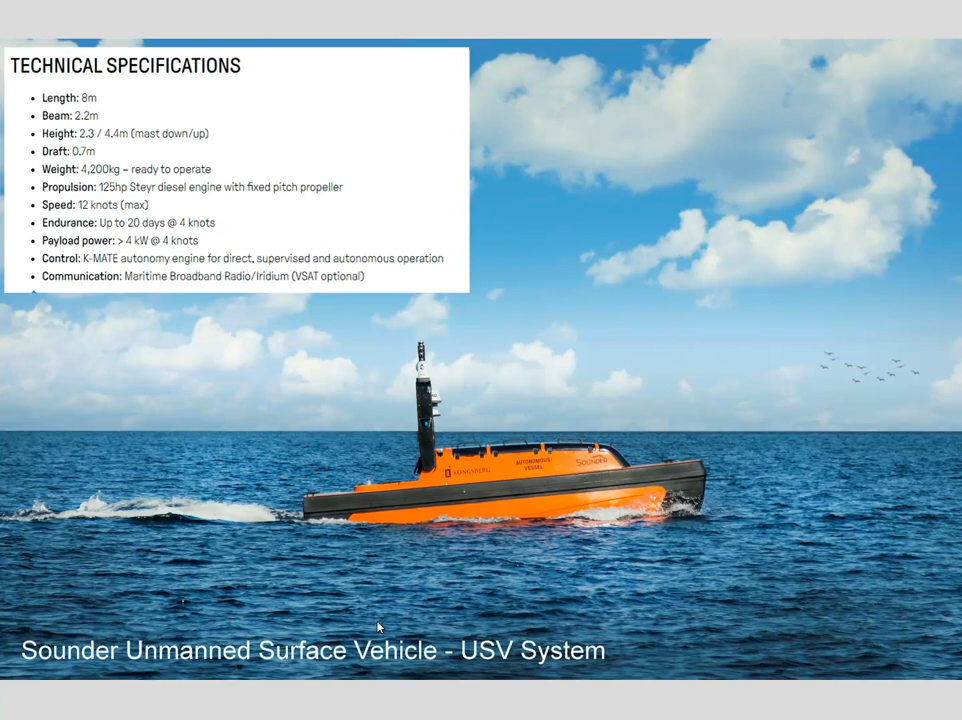 TECHNICAL SPECIFICATIONS
• Length: 8m
• Beam: 2.2m
• Height: 2.3 / 4.4m (mast down/up)
• Draft: 0.7m
• Weight: 4,200kg – ready to operate
• Propulsion: 125hp Steyr diesel engine with fixed pitch propeller
• Speed: 12 knots (max)
• Endurance: Up to 20 days @ 4 knots
• Payload power: > 4 kW @ 4 knots
• Control: K-MATE autonomy engine for direct, supervised and autonomous operation
• Communication: Maritime Broadband Radio/Iridium (VSAT optional)
KONGSBERG
AUTONOMOUS
VESSEL
SOUNDER
Sounder Unmanned Surface Vehicle - USV System